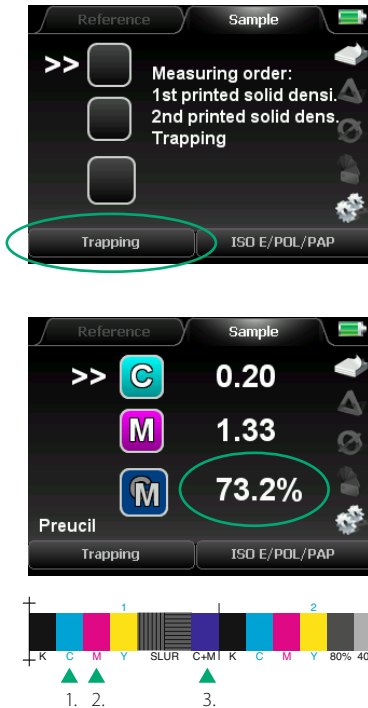 Reference Sample
>>
Measuring order:
1st printed solid densi.
2nd printed solid dens.
Trapping
Trapping ISO E/POL/PAP
Reference Sample
>> C 0.20
M 1.33
M 73.2%
Preucil
Trapping ISO E/POL/PAP
1 2
K C M Y SLUR C+M K C M Y 80% 40
1. 2. 3.